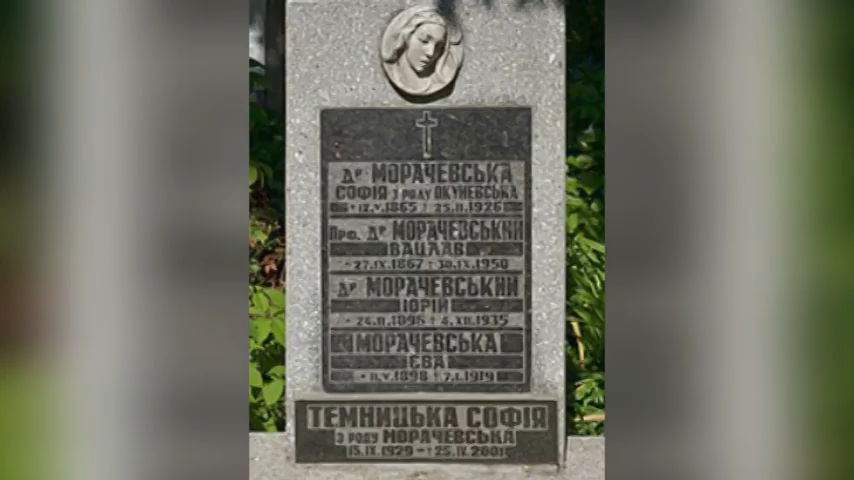 Др МОРАЧЕВСЬКА
СОФІЯ З РОДУ ОКУНЕВСЬКА
* 12.V.1865 † 25.II.1926
ПРФ. Др МОРАЧЕВСЬКИЙ
ВАЦЛАВ
* 27.IX.1867 † 30.IX.1950
Др МОРАЧЕВСЬКИЙ
ЮРІЙ
* 24.II.1896 † 4.XII.1935
МОРАЧЕВСЬКА
ЄВА
* 11.V.1898 † 7.I.1919
ТЕМНИЦЬКА СОФІЯ
З РОДУ МОРАЧЕВСЬКА
15.IX.1929 - † 25.IV.2001